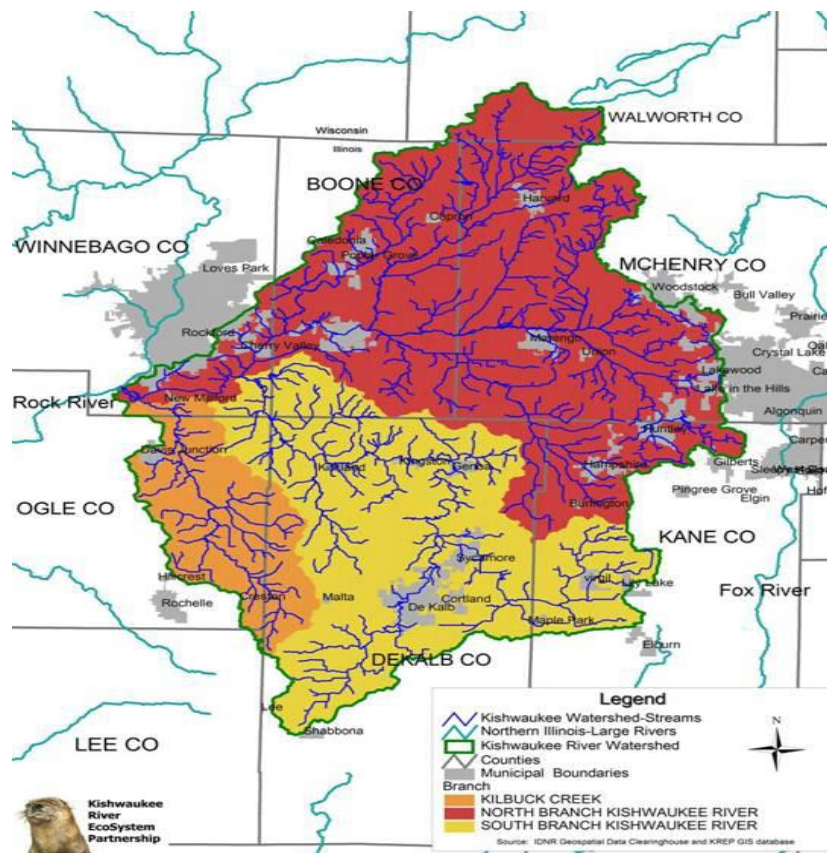 WALWORTH CO
Wisconsin
Illinois
BOONE CO
Harvard
Capron
Caledonia
Poplar Grove
WINNEBAGO CO
Loves Park
MCHENRY CO
Woodstock
Bull Valley
Prairie
Rockford
Cherry Valley
Marengo
Union
Crystal Lake
Lakewood
Lake in the Hills
Algonquin
Rock River
New Milford
Huntley
Carpen
Davis Junction
Kirkland
Kingston
Genoa
Hampshire
Gilberts
Pingree Grove
Elgin
Burlington
OGLE CO
KANE CO
Sycamore
Hillcrest
Rochelle
Creston
Malta
De Kalb
Cortland
Virgil
Lily Lake
Fox River
Maple Park
Elburn
DEKALB CO
Lee
Shabbona
LEE CO
Legend
Kishwaukee Watershed-Streams
Northern Illinois-Large Rivers
Kishwaukee River Watershed
Counties
Municipal Boundaries
Branch
KILBUCK CREEK
NORTH BRANCH KISHWAUKEE RIVER
SOUTH BRANCH KISHWAUKEE RIVER
N
Source: IDNR Geospatial Data Clearinghouse and KREP GIS database
Kishwaukee
River
EcoSystem
Partnership